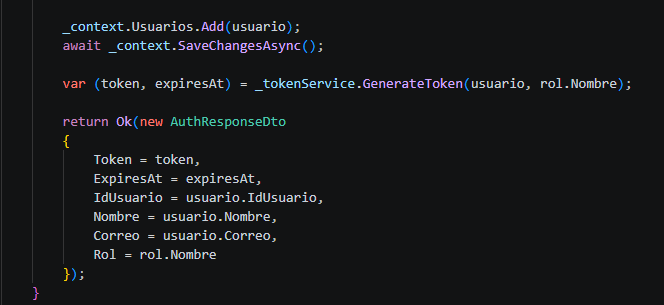 _context.Usuarios.Add(usuario);
await _context.SaveChangesAsync();
var (token, expiresAt) = _tokenService.GenerateToken(usuario, rol.Nombre);
return Ok(new AuthResponseDto
{
Token = token,
ExpiresAt = expiresAt,
IdUsuario = usuario.IdUsuario,
Nombre = usuario.Nombre,
Correo = usuario.Correo,
Rol = rol.Nombre
});
}